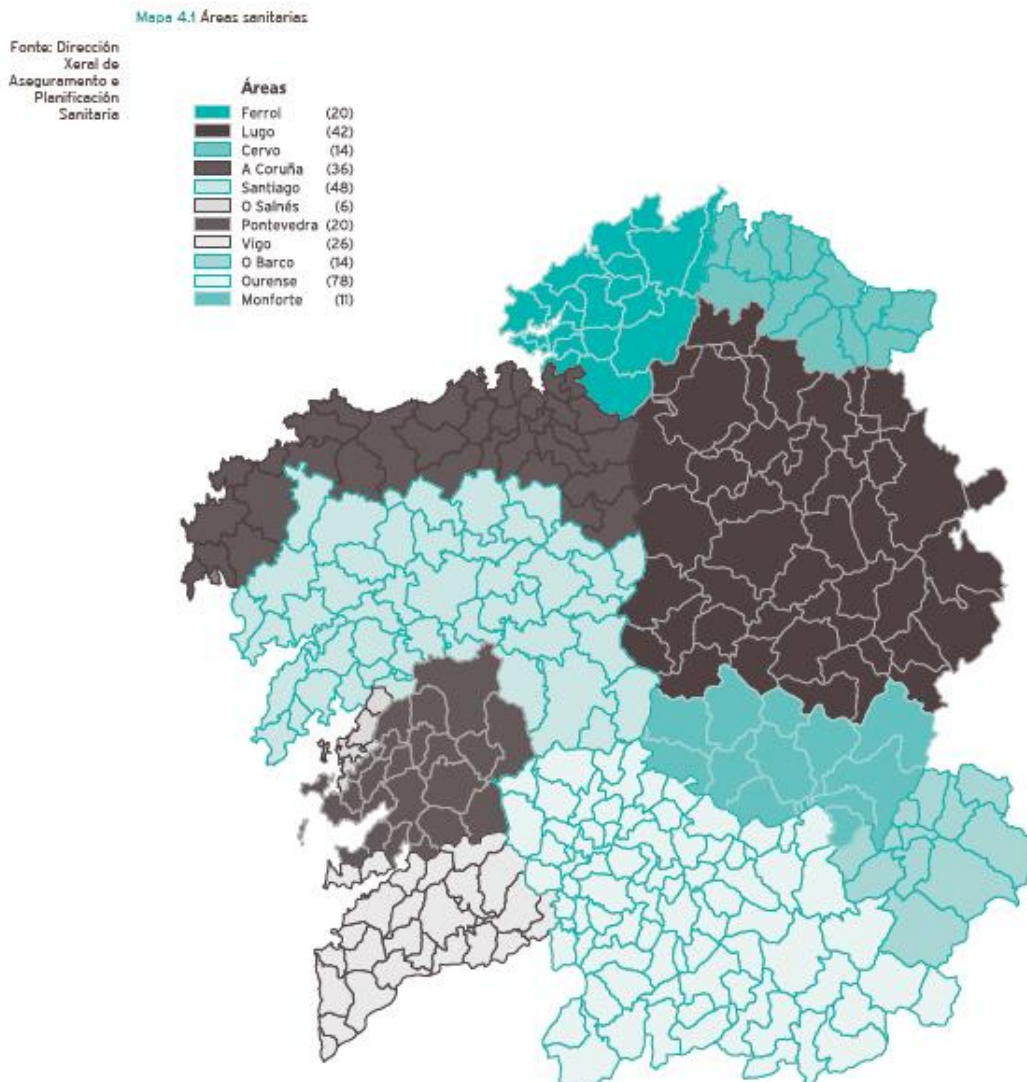 Mapa 4.1 Áreas sanitarias
Fonte: Dirección
Xeral de
Aseguramento e
Planificación
Sanitaria
Áreas
Ferrol (20)
Lugo (42)
Cervo (14)
A Coruña (36)
Santiago (48)
O Salnés (6)
Pontevedra (20)
Vigo (26)
O Barco (14)
Ourense (78)
Monforte (11)